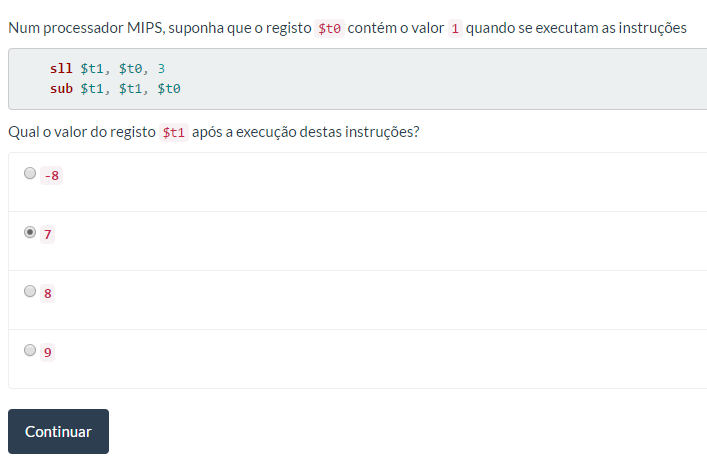 Num processador MIPS, suponha que o registo $t0 contém o valor 1 quando se executam as instruções
sll $t1, $t0, 3
sub $t1, $t1, $t0
Qual o valor do registo $t1 após a execução destas instruções?
-8
7
8
9
Continuar